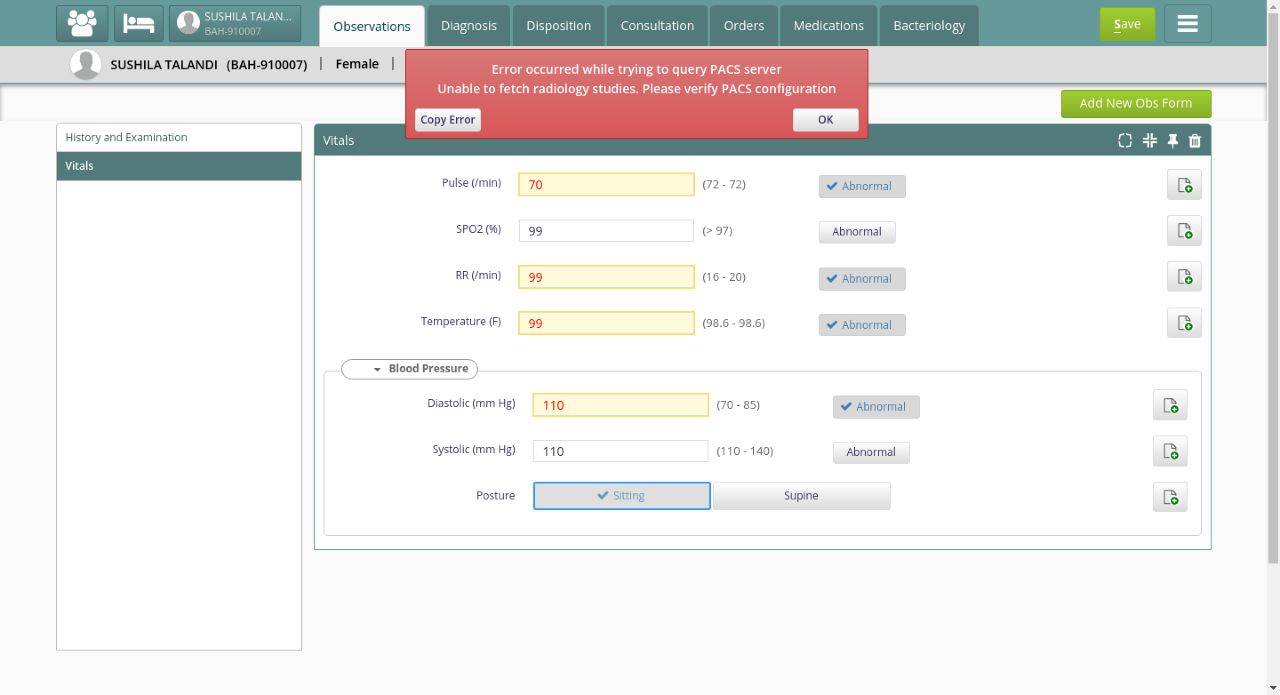 SUSHILA TALAN...
BAH-910007
Observations
Diagnosis
Disposition
Consultation
Orders
Medications
Bacteriology
Save
SUSHILA TALANDI (BAH-910007) | Female |
Error occurred while trying to query PACS server
Unable to fetch radiology studies. Please verify PACS configuration
Copy Error
OK
Add New Obs Form
History and Examination
Vitals
Vitals
Pulse (/min) 70 (72 - 72) Abnormal
SPO2 (%) 99 (> 97) Abnormal
RR (/min) 99 (16 - 20) Abnormal
Temperature (F) 99 (98.6 - 98.6) Abnormal
Blood Pressure
Diastolic (mm Hg) 110 (70 - 85) Abnormal
Systolic (mm Hg) 110 (110 - 140) Abnormal
Posture Sitting Supine